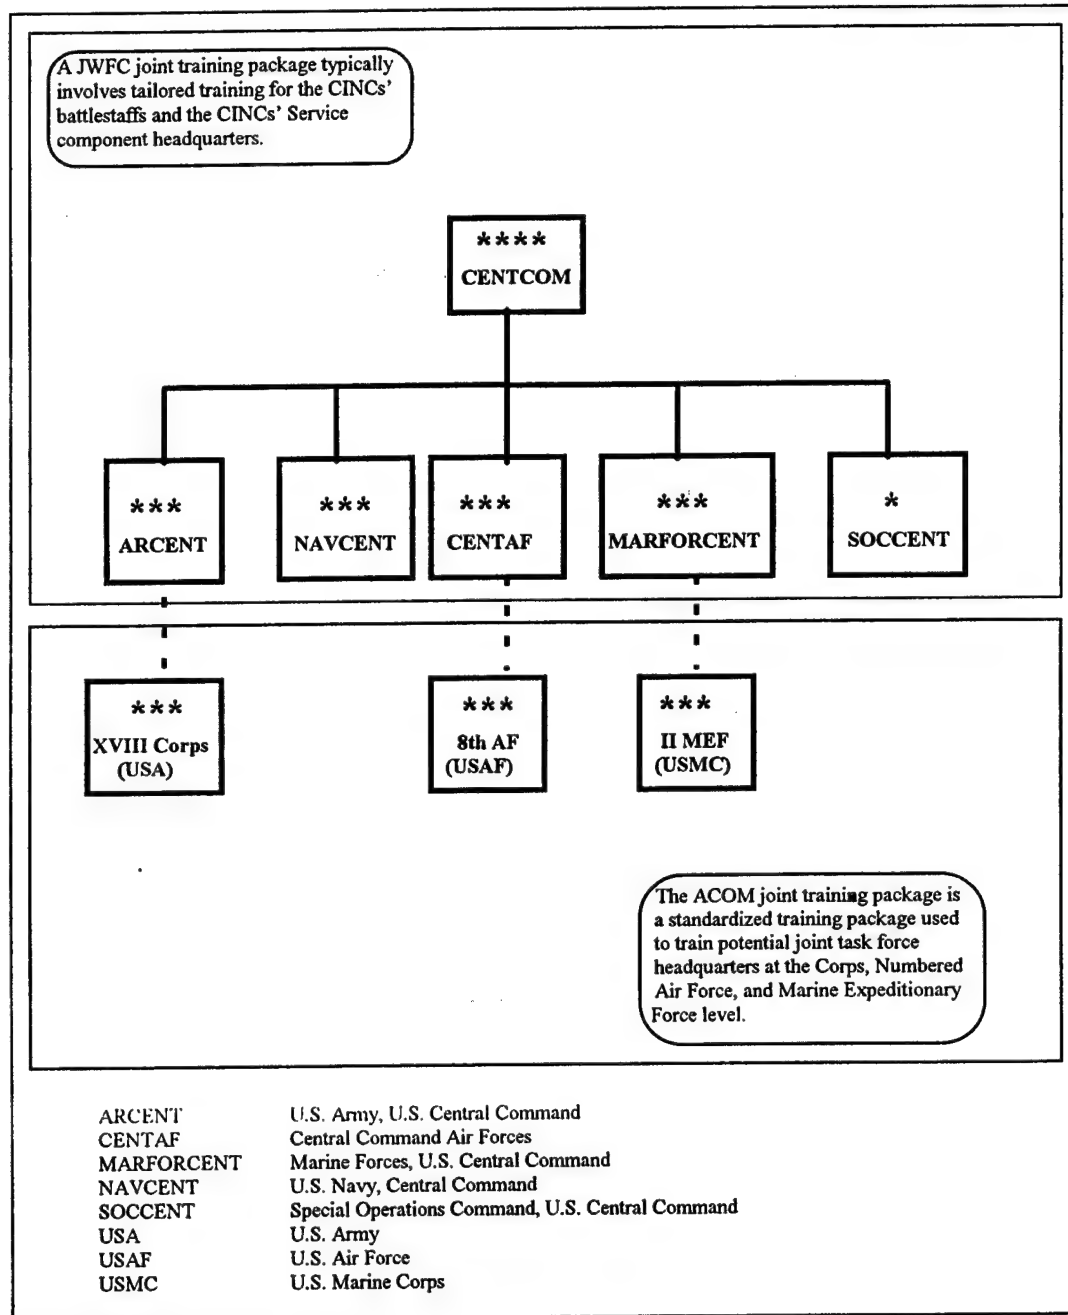 A JWFC joint training package typically
involves tailored training for the CINCs'
battlestaffs and the CINCs' Service
component headquarters.
****
CENTCOM
*** *** *** *** *
ARCENT NAVCENT CENTAF MARFORCENT SOCCENT
*** *** ***
XVIII Corps 8th AF II MEF
(USA) (USAF) (USMC)
The ACOM joint training package is
a standardized training package used
to train potential joint task force
headquarters at the Corps, Numbered
Air Force, and Marine Expeditionary
Force level.
ARCENT U.S. Army, U.S. Central Command
CENTAF Central Command Air Forces
MARFORCENT Marine Forces, U.S. Central Command
NAVCENT U.S. Navy, Central Command
SOCCENT Special Operations Command, U.S. Central Command
USA U.S. Army
USAF U.S. Air Force
USMC U.S. Marine Corps